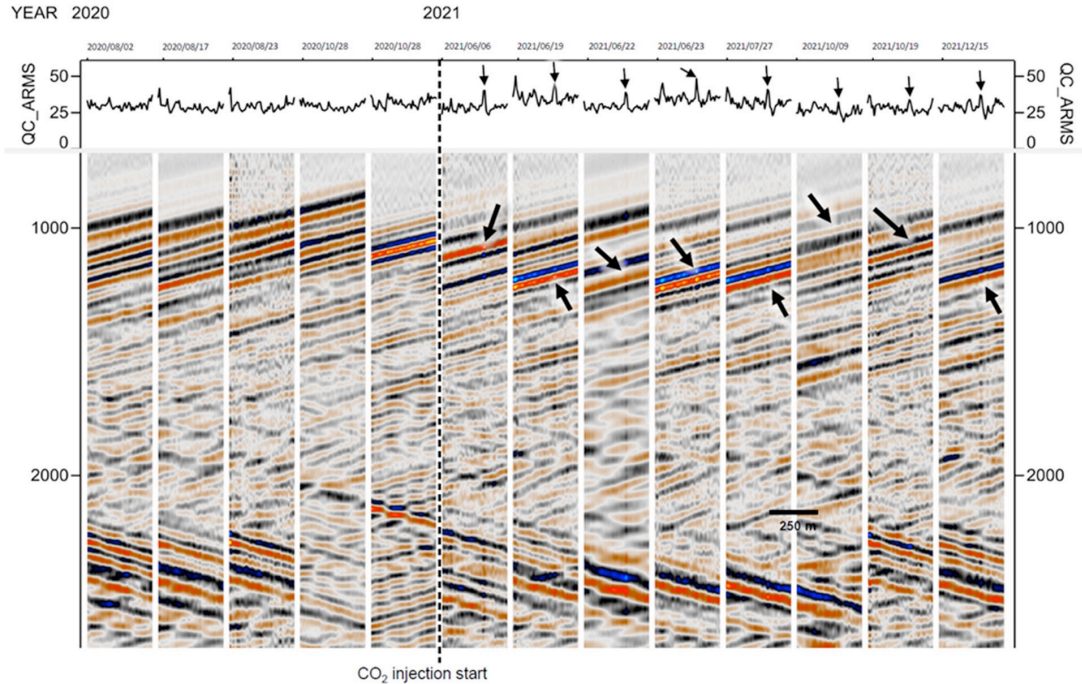 YEAR 2020 2021
2020/08/02 2020/08/17 2020/08/23 2020/10/28 2020/10/28 2021/06/06 2021/06/19 2021/06/22 2021/06/23 2021/07/27 2021/10/09 2021/10/19 2021/12/15
QC_ARMS
50 50
25 25
0 0
QC_ARMS
1000 1000
2000 2000
250 m
CO₂ injection start